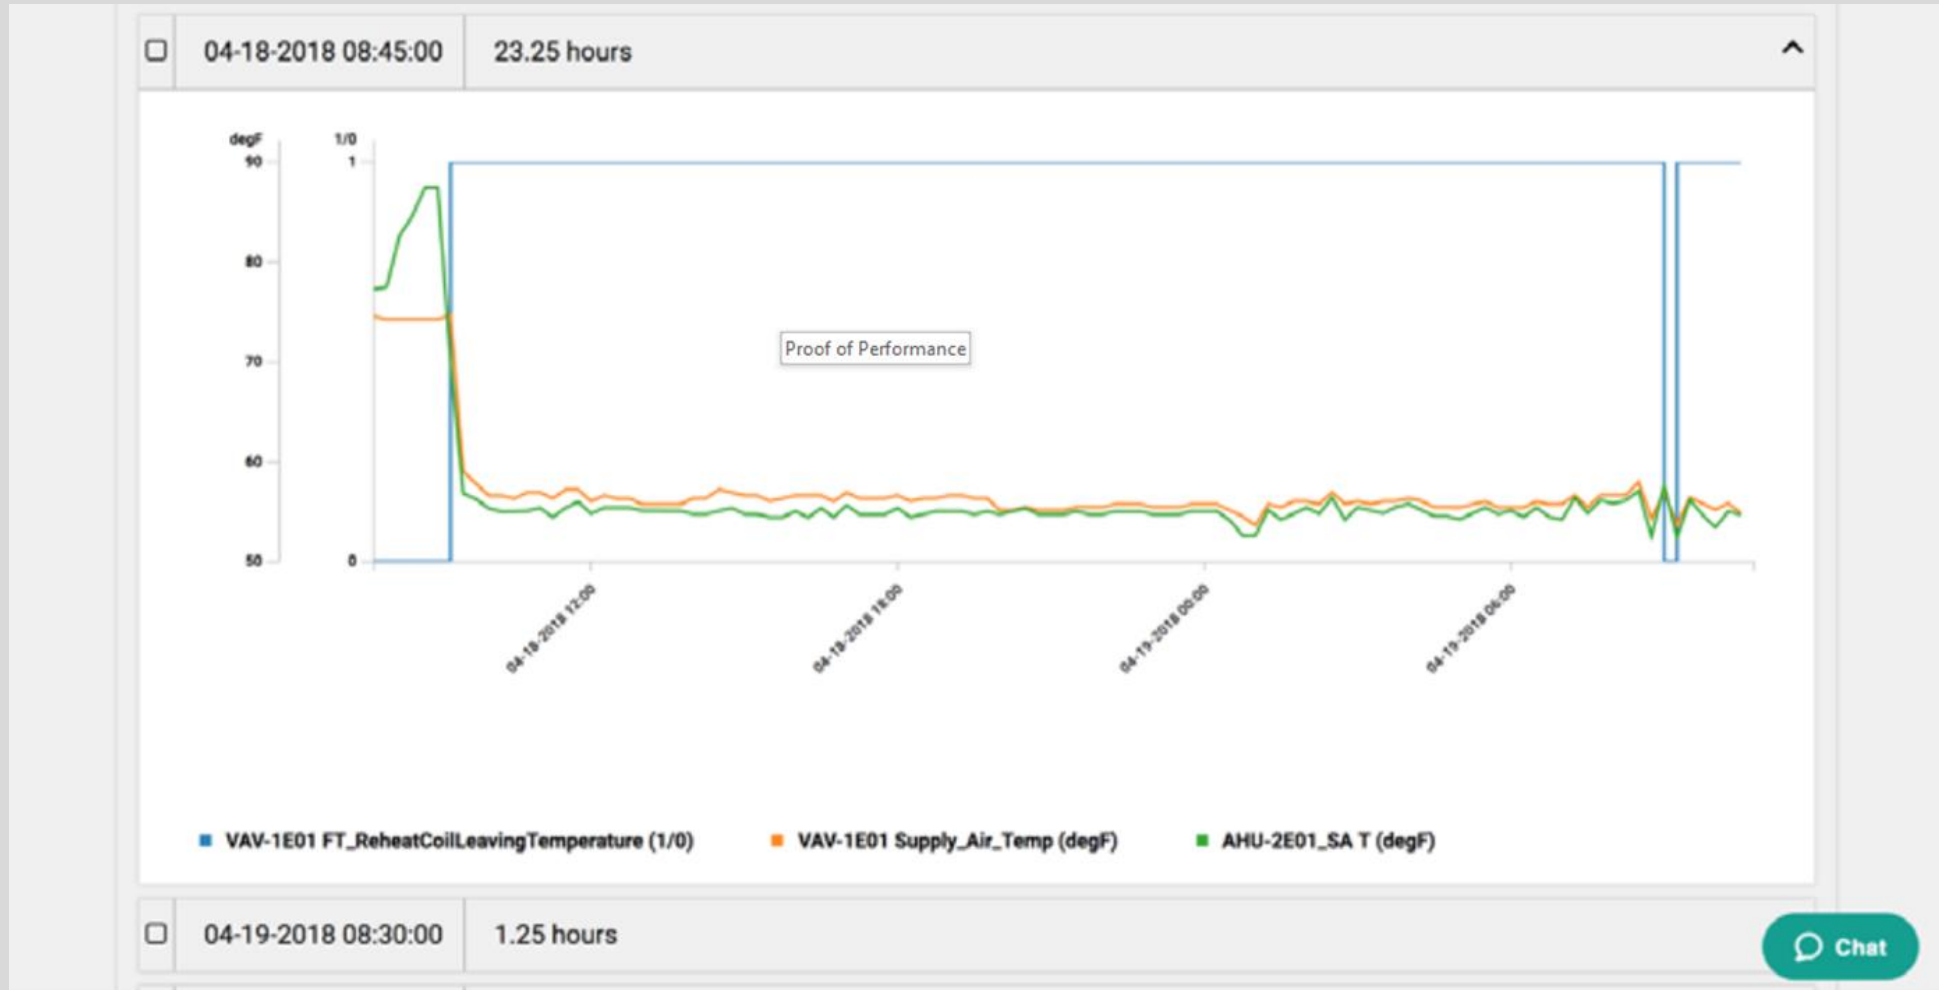 04-18-2018 08:45:00 23.25 hours
degF 1/0
90 1
80
70
60
50 0
Proof of Performance
04-18-2018 12:00
04-18-2018 18:00
04-19-2018 00:00
04-19-2018 06:00
VAV-1E01 FT_ReheatCoilLeavingTemperature (1/0) VAV-1E01 Supply_Air_Temp (degF) AHU-2E01_SA T (degF)
04-19-2018 08:30:00 1.25 hours
Chat